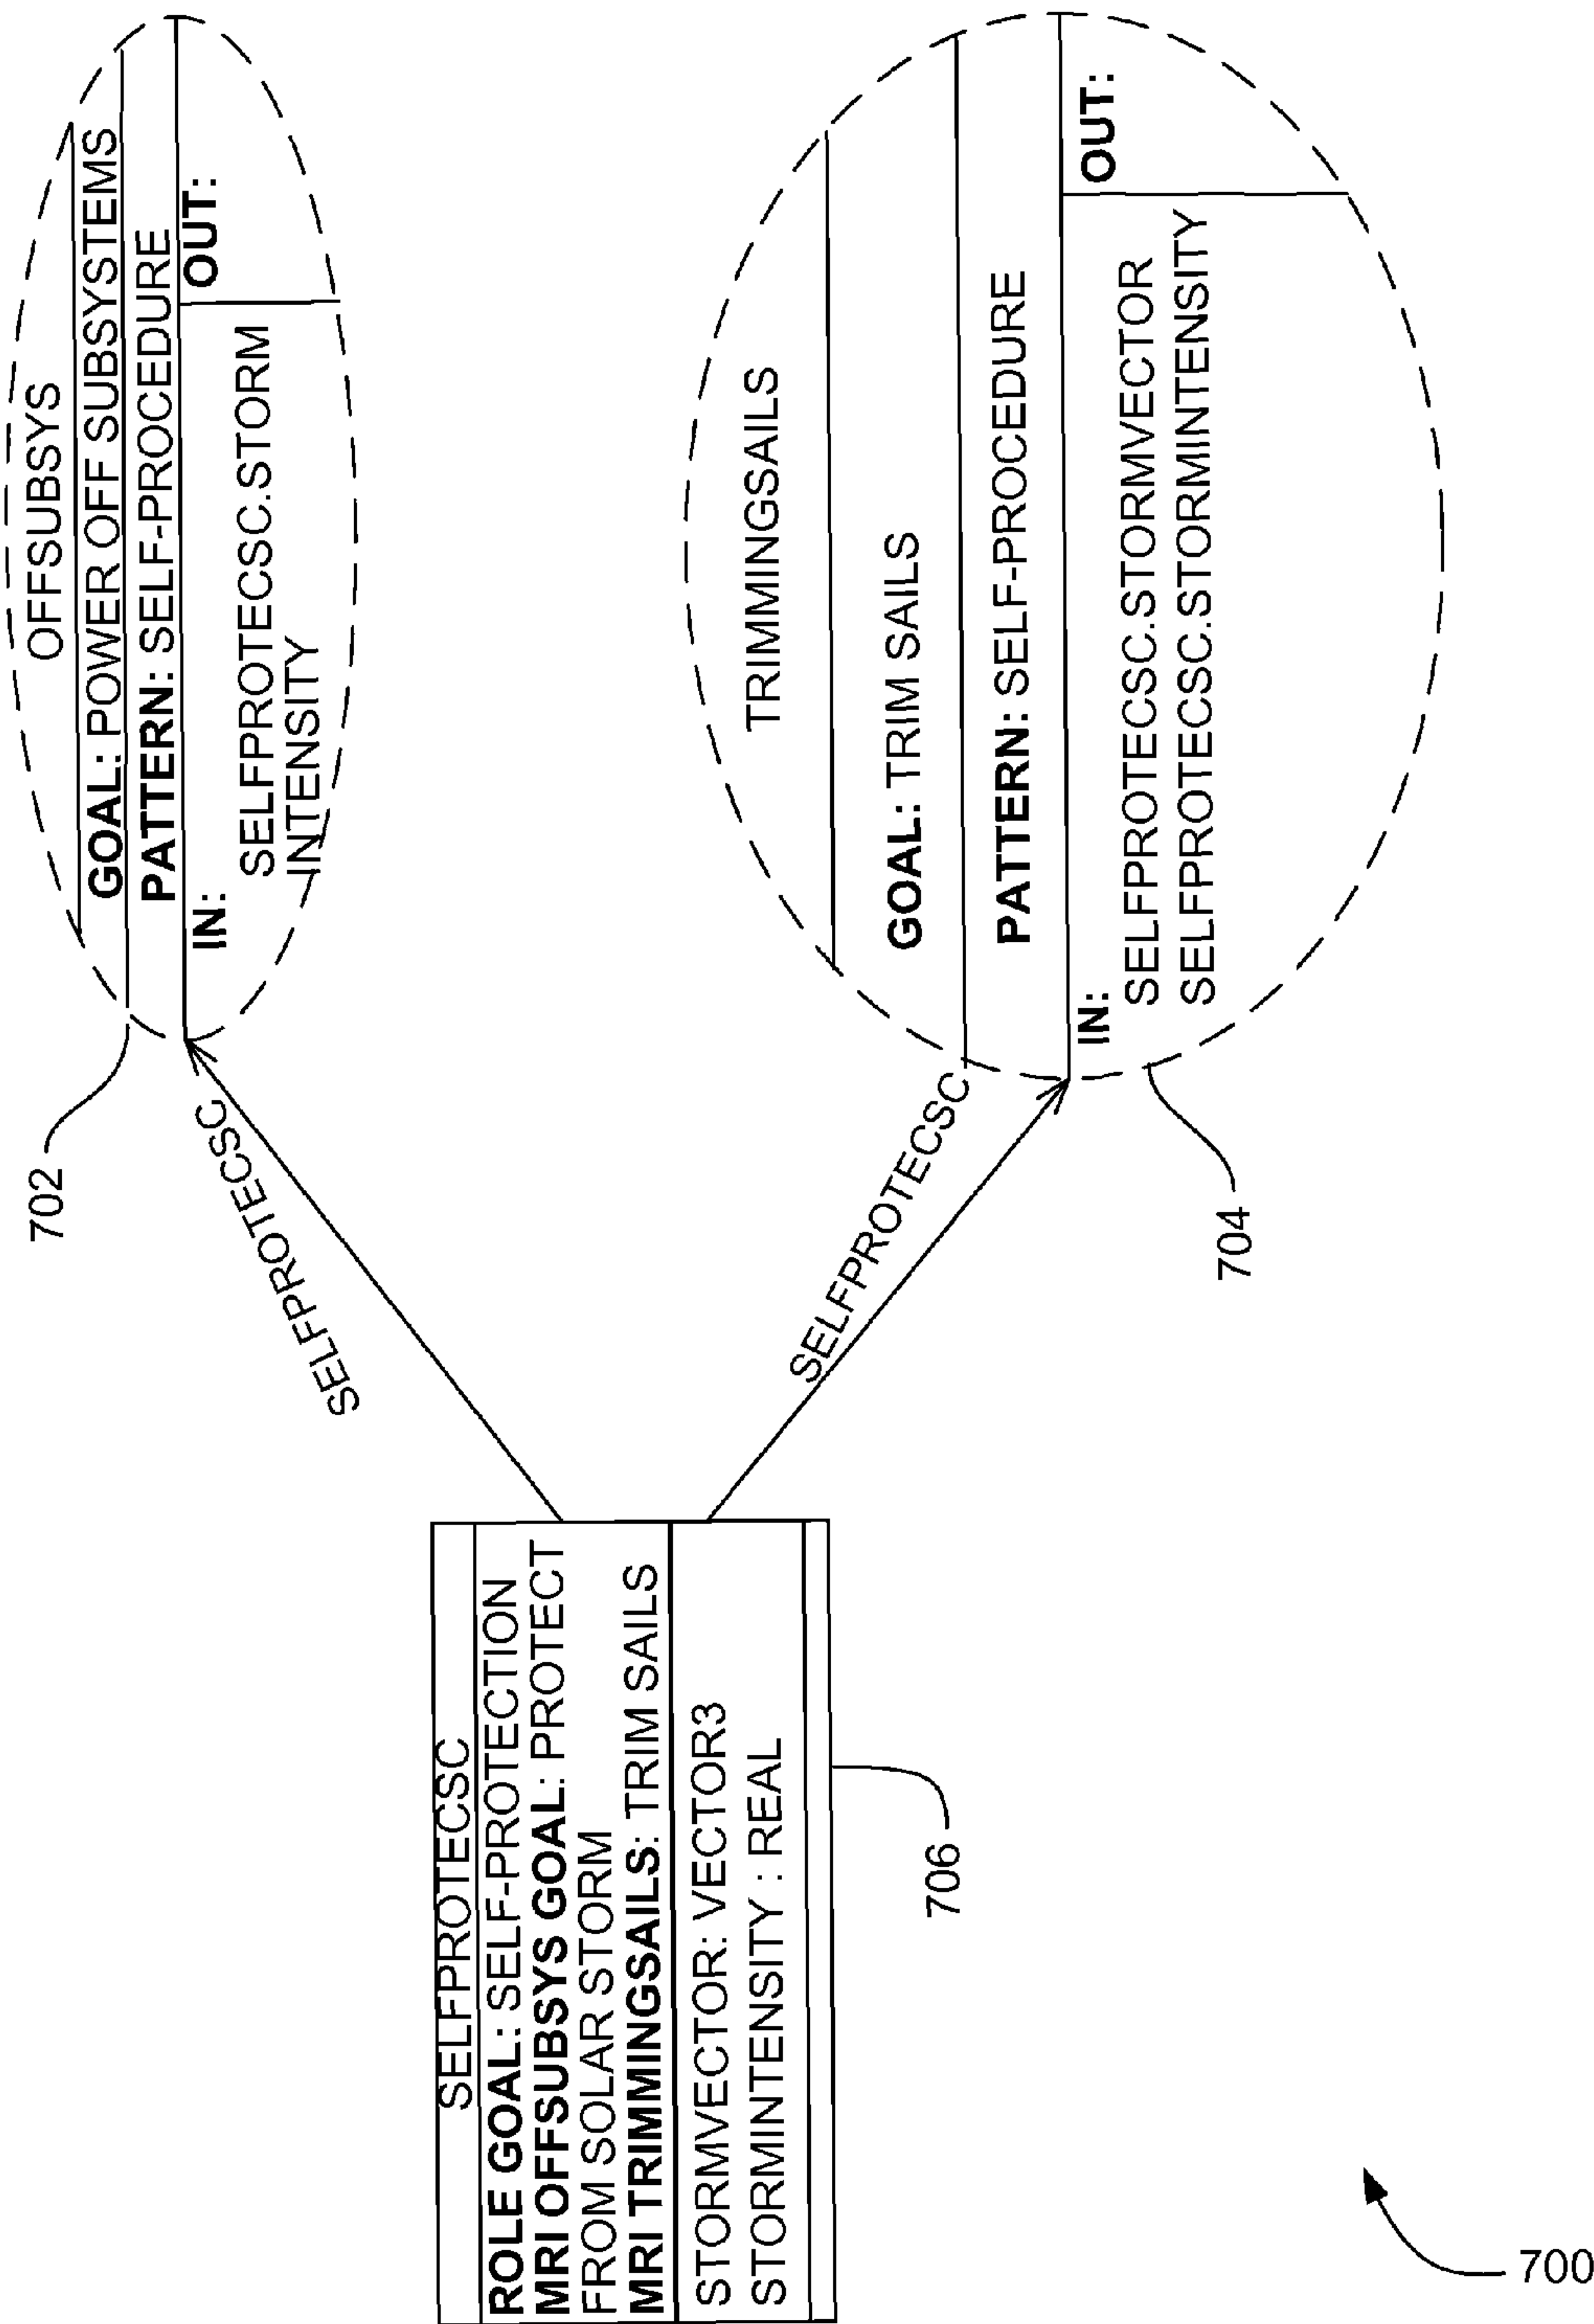 OFFSUBSYS
GOAL: POWER OFF SUBSYSTEMS
PATTERN: SELF-PROCEDURE
IN:
OUT:
SELFPROTECSC.STORM
INTENSITY
702
SELFPROTECSC
SELFPROTECSC
ROLE GOAL: SELF-PROTECTION
MRI OFFSUBSYS GOAL: PROTECT
FROM SOLAR STORM
MRI TRIMMINGSAILS: TRIM SAILS
STORMVECTOR: VECTOR3
STORMINTENSITY : REAL
706
SELFPROTECSC
TRIMMINGSAILS
GOAL: TRIM SAILS
PATTERN: SELF-PROCEDURE
IN:
OUT:
SELFPROTECSC.STORMVECTOR
SELFPROTECSC.STORMINTENSITY
704
700